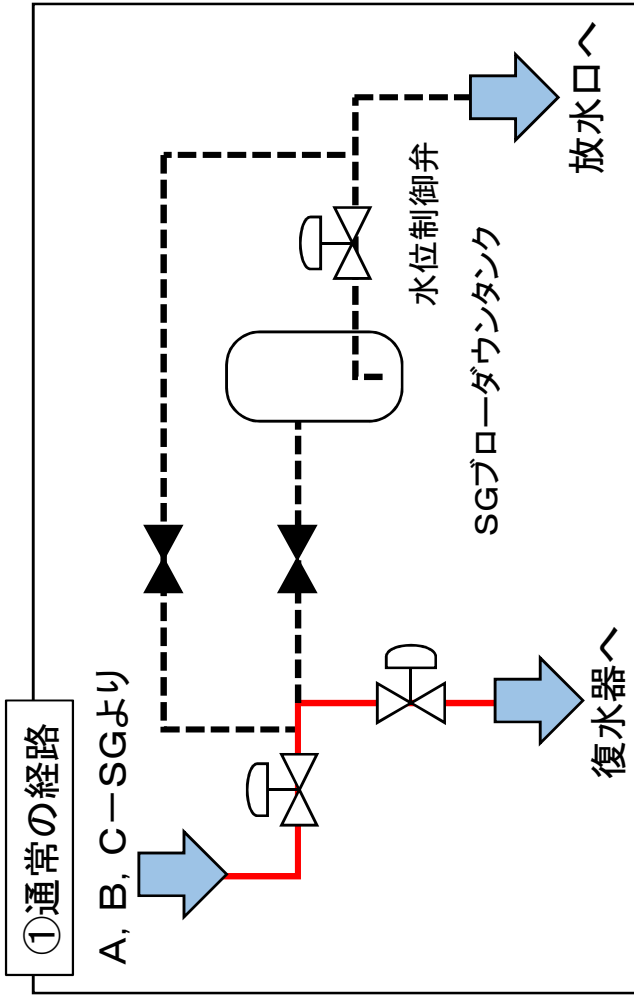 ①通常の経路
A, B, C－SGより
復水器へ
SGブローダウンタンク
水位制御弁
放水口へ